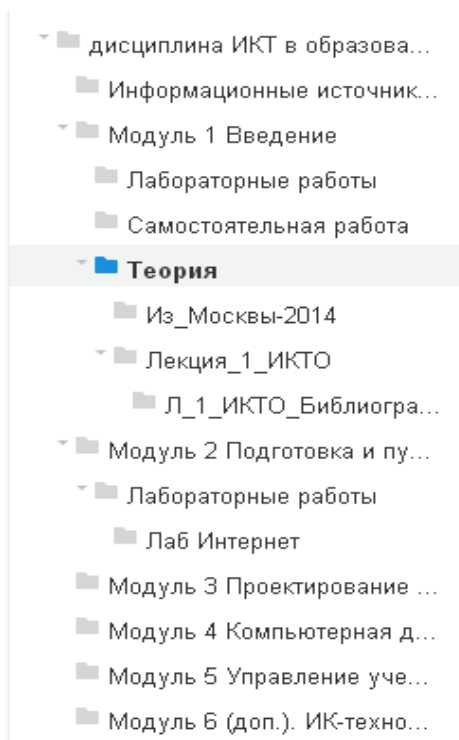 дисциплина ИКТ в образова...
Информационные источник...
Модуль 1 Введение
Лабораторные работы
Самостоятельная работа
Теория
Из_Москвы-2014
Лекция_1_ИКТО
Л_1_ИКТО_Библиогра...
Модуль 2 Подготовка и пу...
Лабораторные работы
Лаб Интернет
Модуль 3 Проектирование ...
Модуль 4 Компьютерная д...
Модуль 5 Управление уче...
Модуль 6 (доп.). ИК-техно...